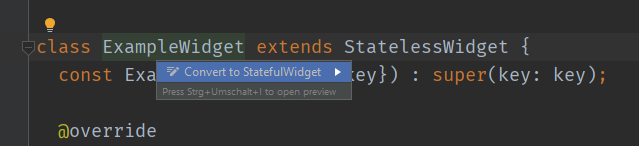 class ExampleWidget extends StatelessWidget {
Convert to StatefulWidget
const Exa key}) : super(key: key);
Press Strg+Umschalt+I to open preview
@override